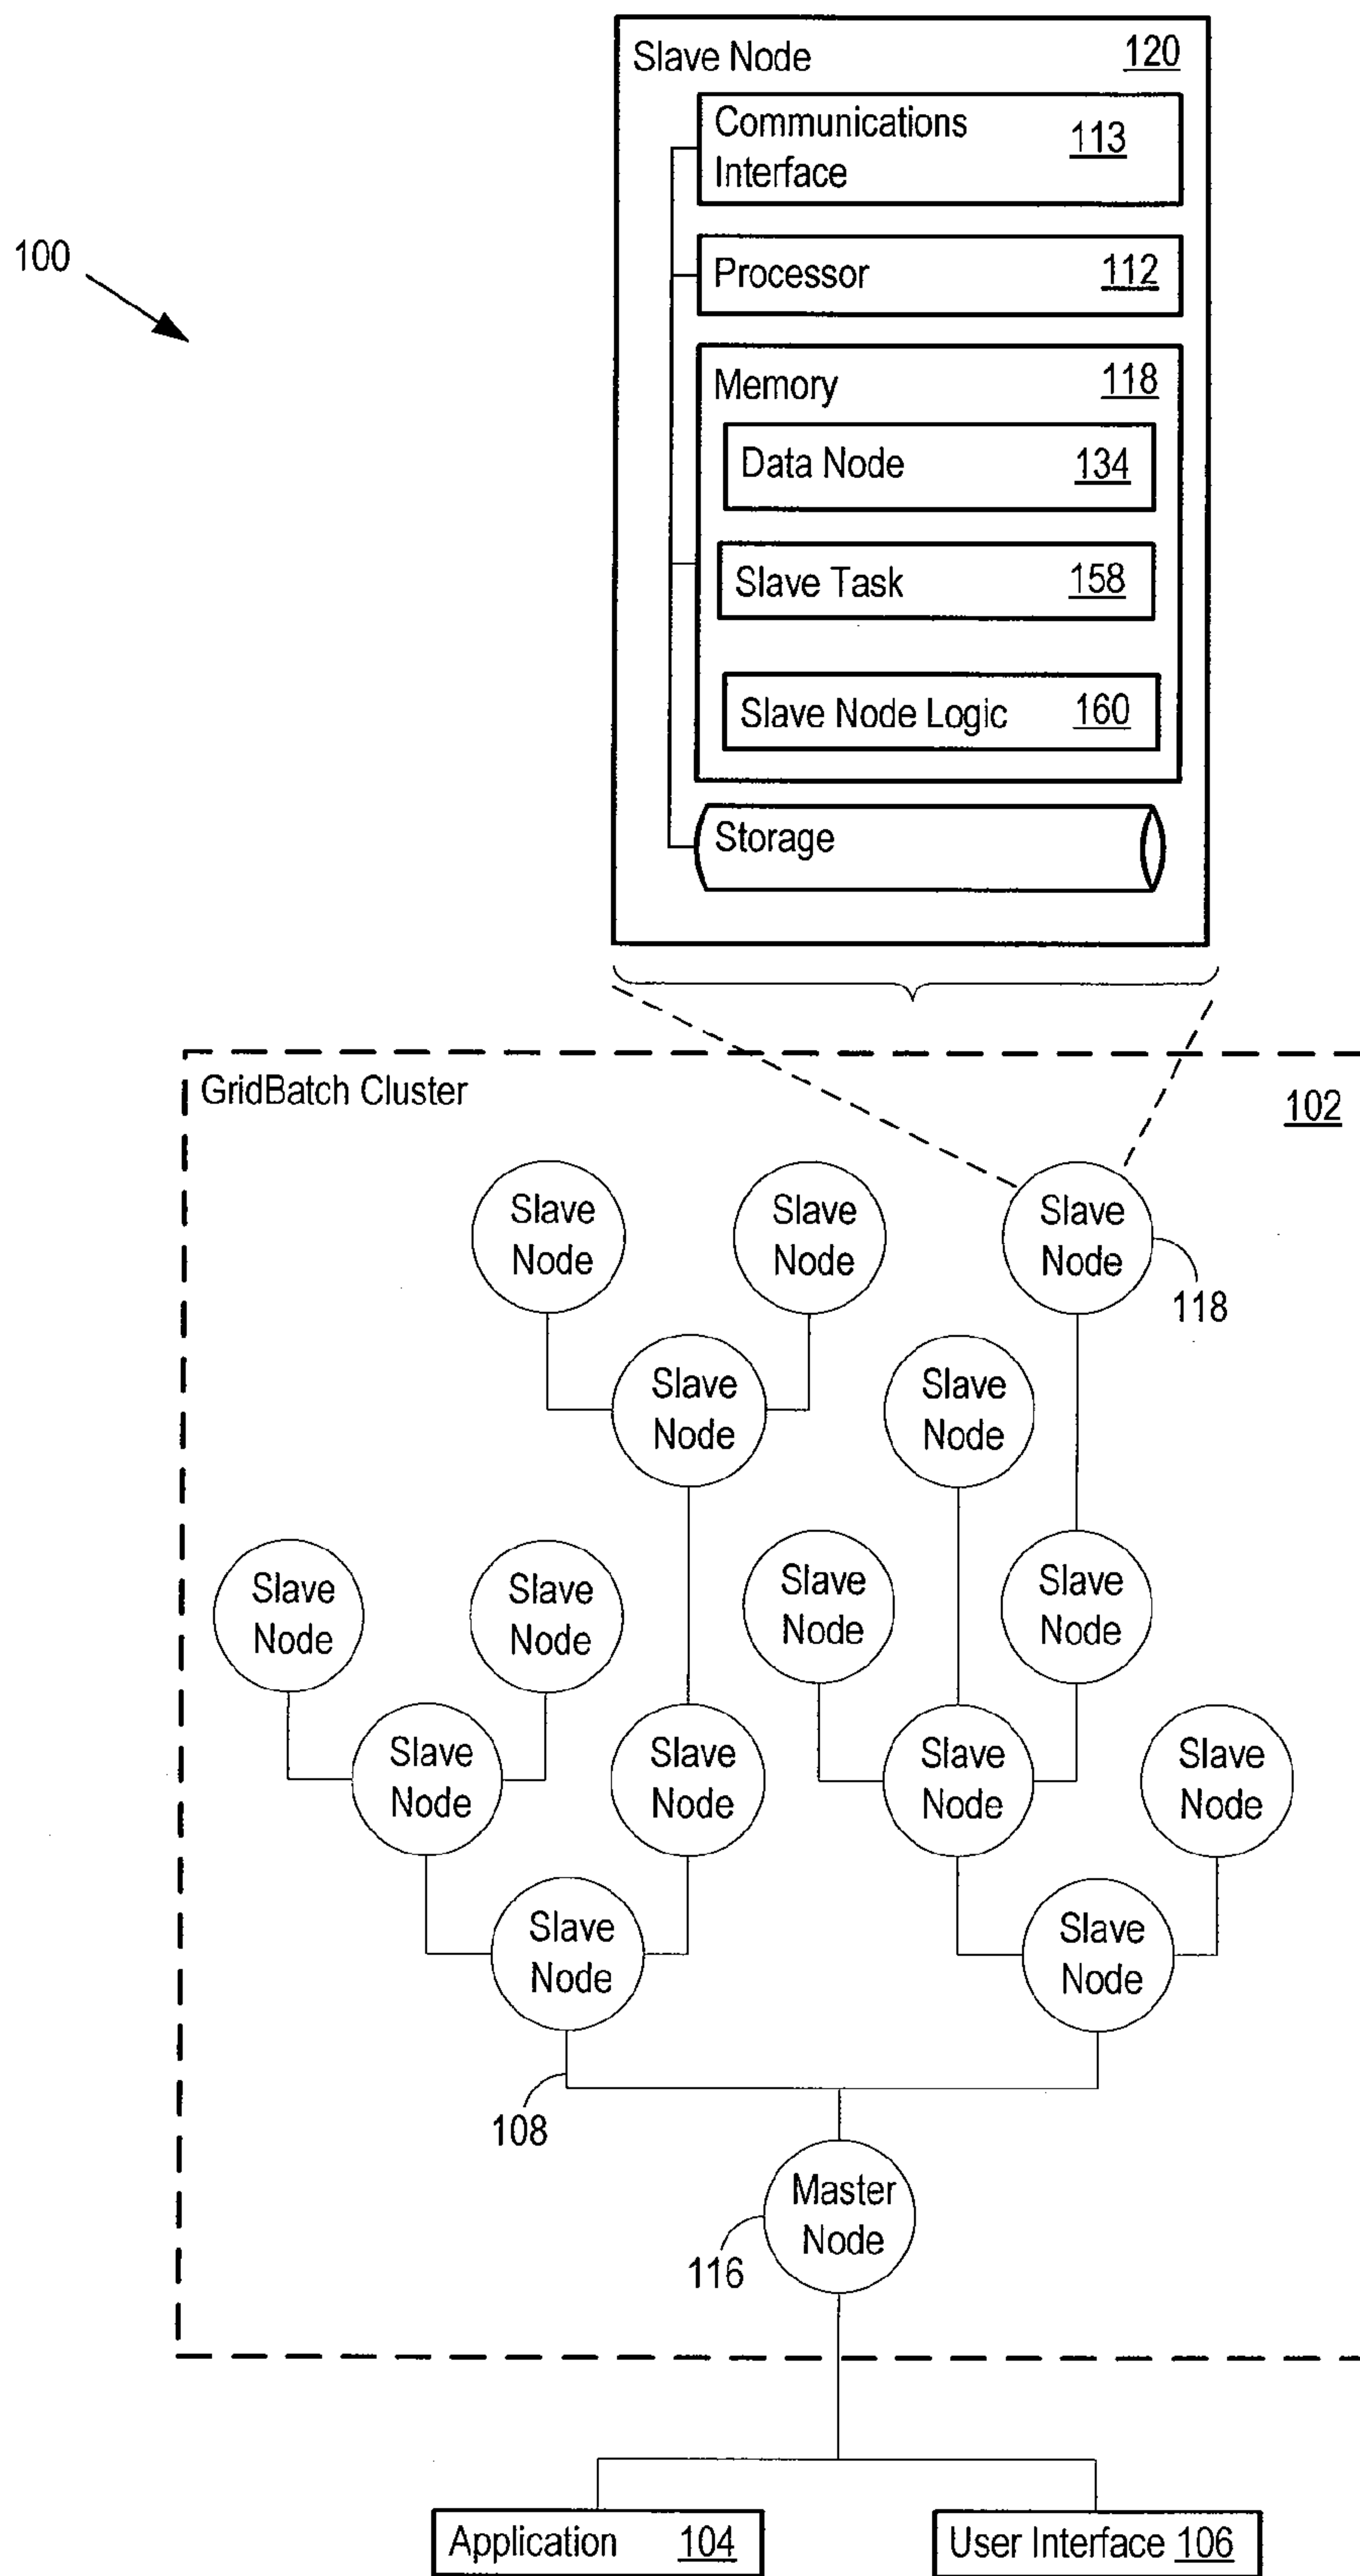 Slave Node 120
Communications
Interface 113
100
Processor 112
Memory 118
Data Node 134
Slave Task 158
Slave Node Logic 160
Storage
GridBatch Cluster
102
Slave
Node
Slave
Node
Slave
Node
118
Slave
Node
Slave
Node
Slave
Node
Slave
Node
Slave
Node
Slave
Node
Slave
Node
Slave
Node
Slave
Node
Slave
Node
Slave
Node
Slave
Node
108
Master
Node
116
Application 104
User Interface 106